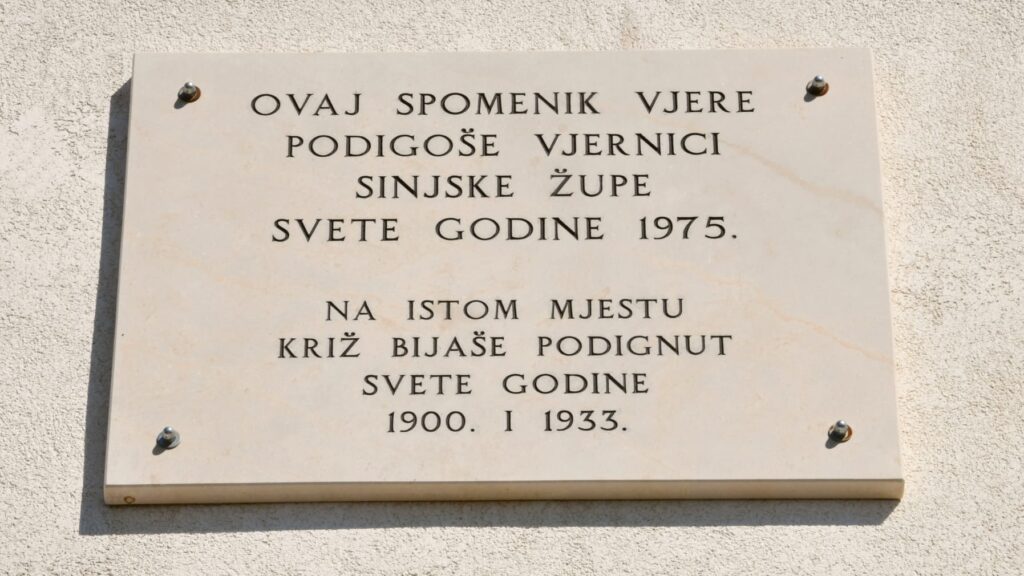 OVAJ SPOMENIK VJERE
PODIGOŠE VJERNICI
SINJSKE ŽUPE
SVETE GODINE 1975.
NA ISTOM MJESTU
KRIŽ BIJAŠE PODIGNUT
SVETE GODINE
1900. I 1933.